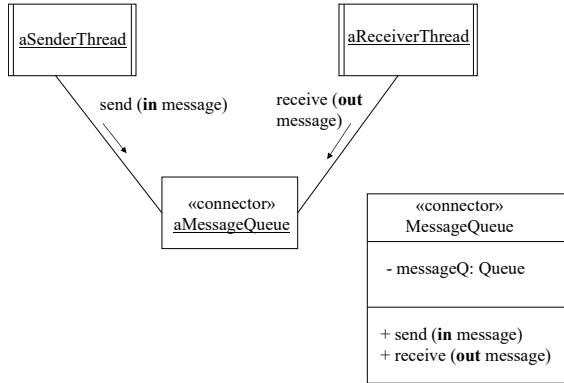 aSenderThread
aReceiverThread
send (in message)
receive (out
message)
«connector»
aMessageQueue
«connector»
MessageQueue
- messageQ: Queue
+ send (in message)
+ receive (out message)